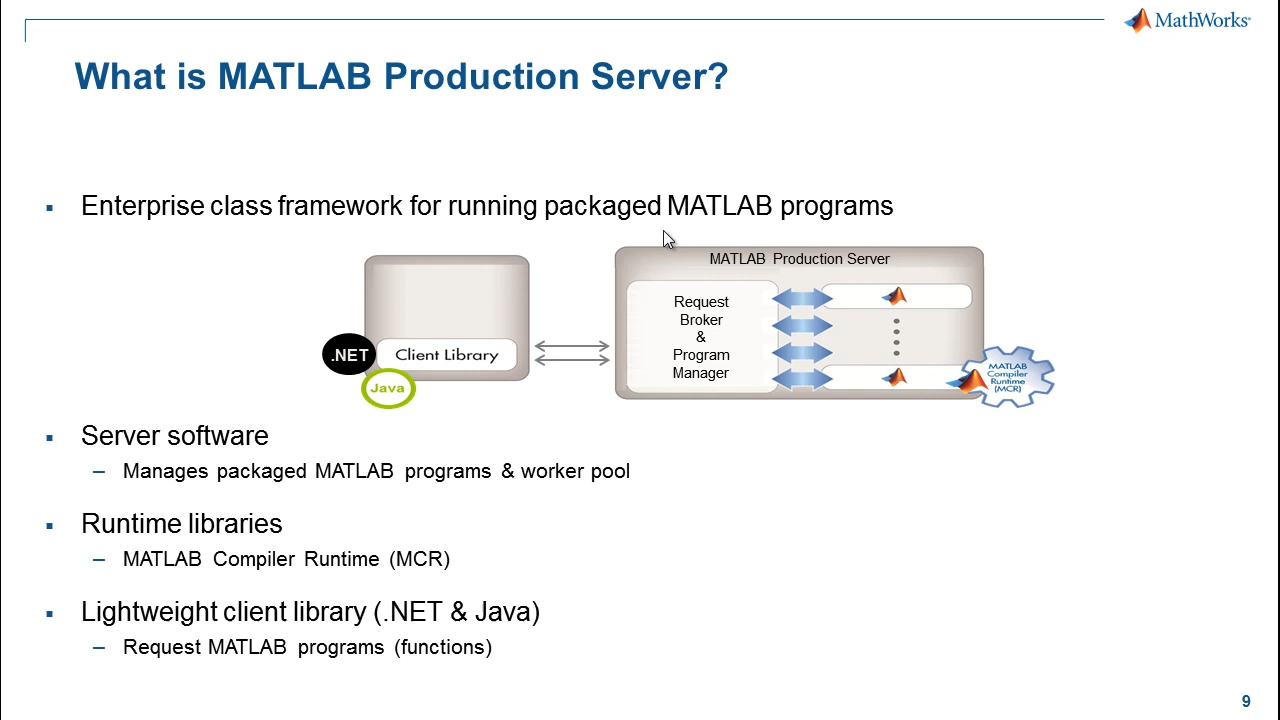 MathWorks®
What is MATLAB Production Server?
▪ Enterprise class framework for running packaged MATLAB programs
MATLAB Production Server
Request
Broker
&
Program
Manager
.NET
Client Library
Java
MATLAB
Compiler
Runtime
(MCR)
▪ Server software
– Manages packaged MATLAB programs & worker pool
▪ Runtime libraries
– MATLAB Compiler Runtime (MCR)
▪ Lightweight client library (.NET & Java)
– Request MATLAB programs (functions)
9